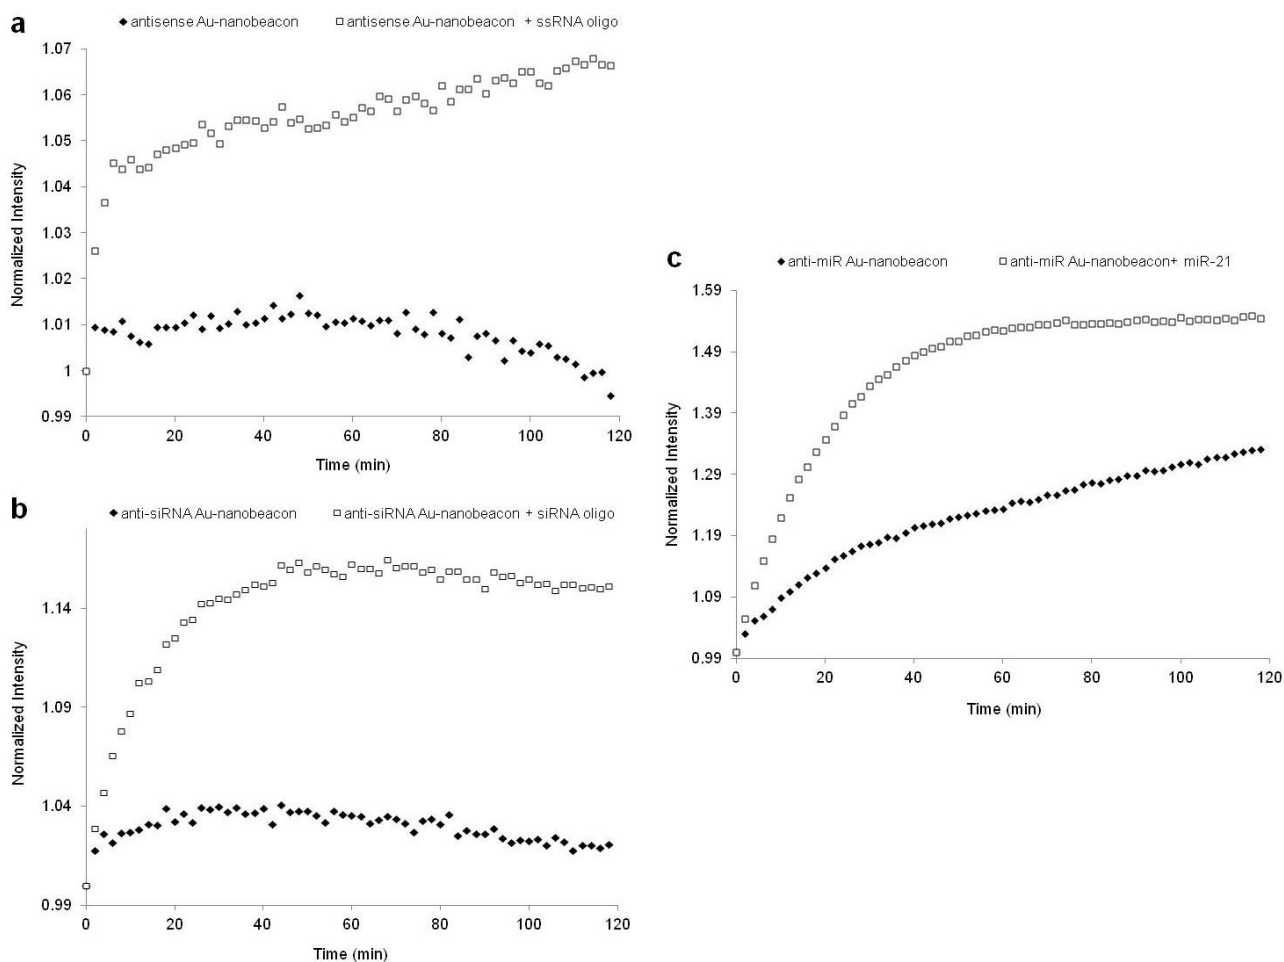 a
antisense Au-nanobeacon antisense Au-nanobeacon + ssRNA oligo
1.07
1.06
1.05
1.04
1.03
1.02
1.01
1
0.99
Normalized Intensity
0 20 40 60 80 100 120
Time (min)
b
anti-siRNA Au-nanobeacon anti-siRNA Au-nanobeacon + siRNA oligo
1.14
1.09
1.04
0.99
Normalized Intensity
0 20 40 60 80 100 120
Time (min)
c
anti-miR Au-nanobeacon anti-miR Au-nanobeacon+ miR-21
1.59
1.49
1.39
1.29
1.19
1.09
0.99
Normalized Intensity
0 20 40 60 80 100 120
Time (min)